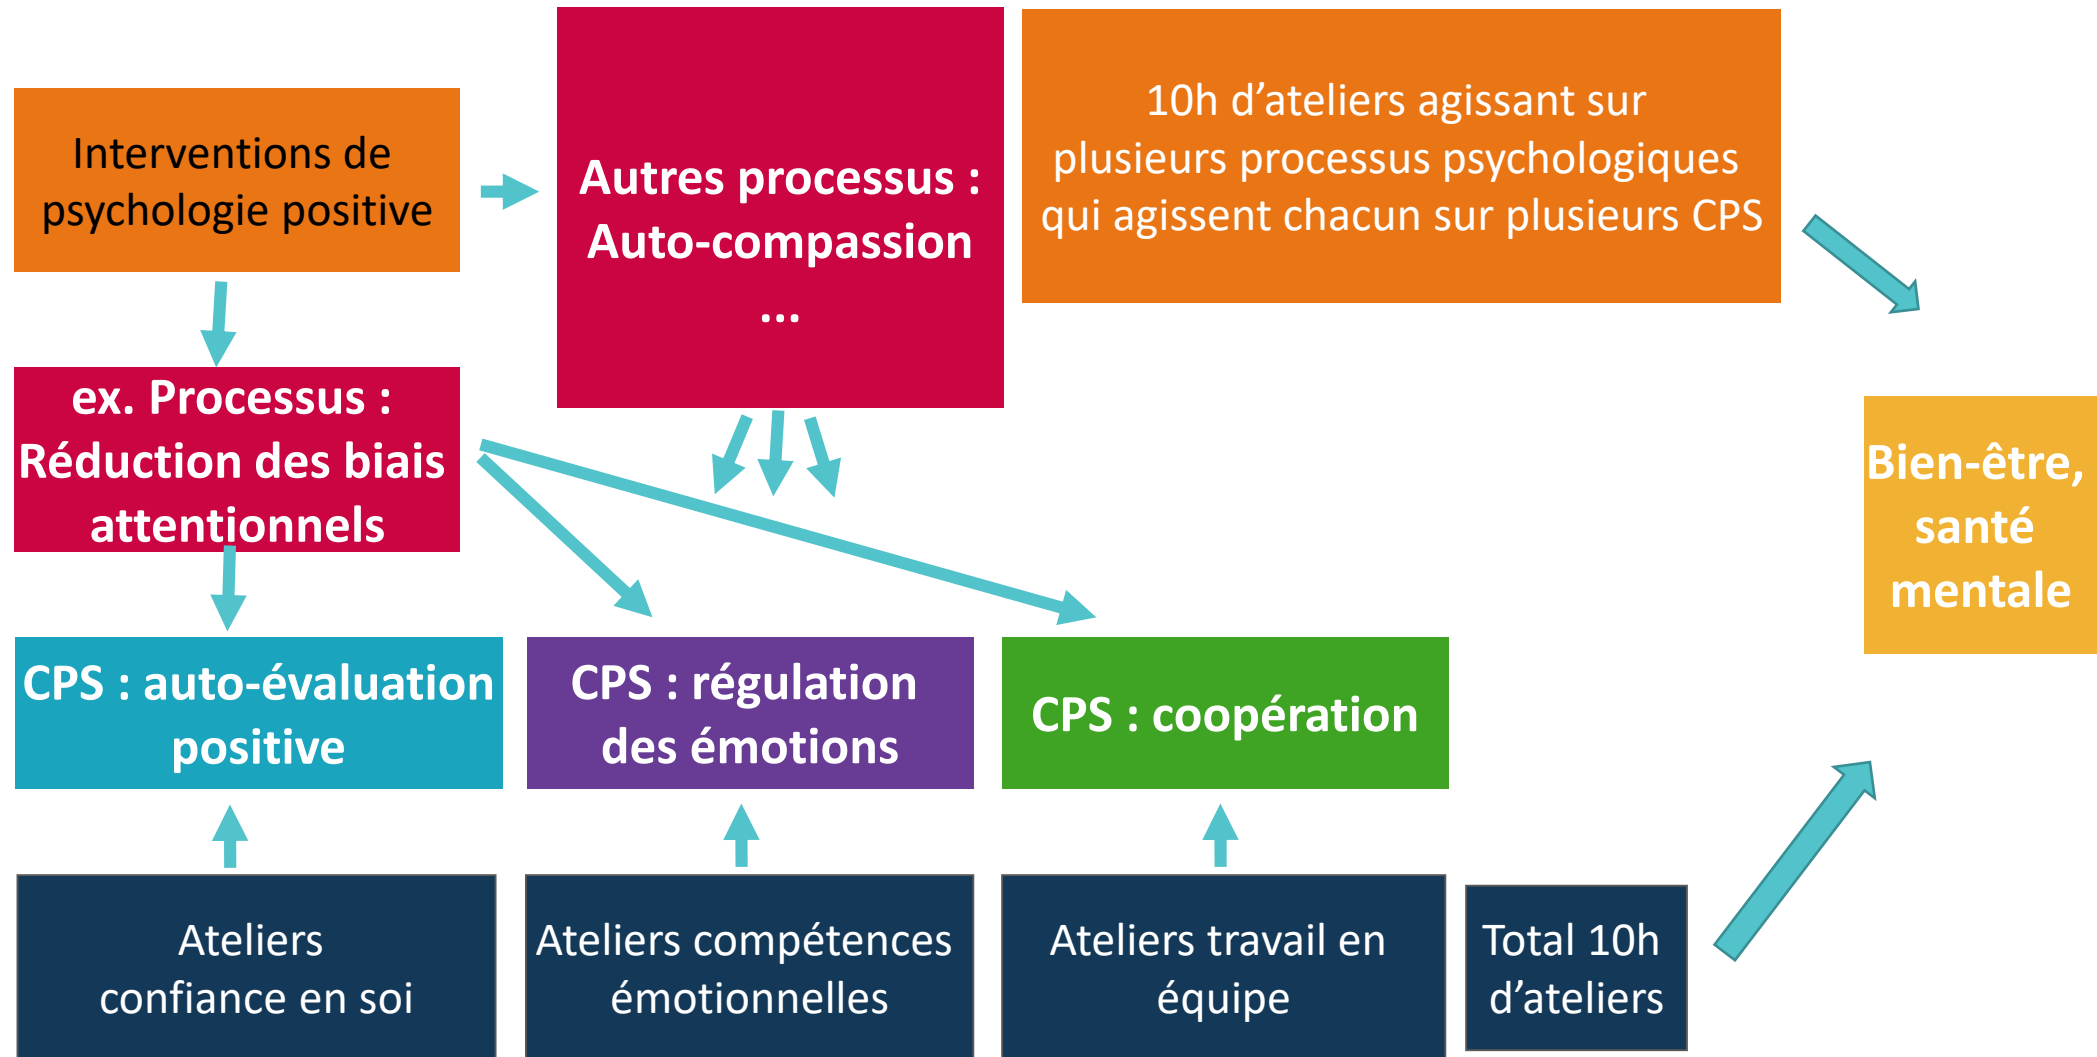 Interventions de
psychologie positive
Autres processus :
Auto-compassion
...
10h d’ateliers agissant sur
plusieurs processus psychologiques
qui agissent chacun sur plusieurs CPS
ex. Processus :
Réduction des biais
attentionnels
Bien-être,
santé
mentale
CPS : auto-évaluation
positive
CPS : régulation
des émotions
CPS : coopération
Ateliers
confiance en soi
Ateliers compétences
émotionnelles
Ateliers travail en
équipe
Total 10h
d’ateliers